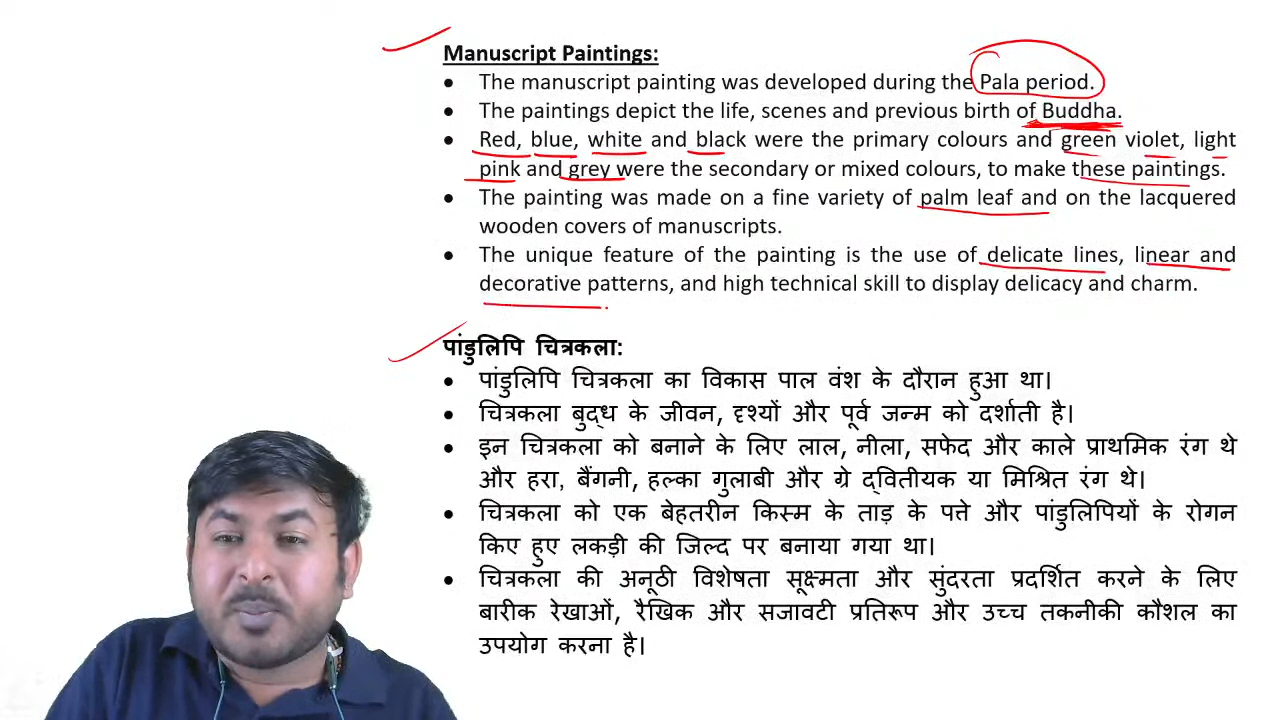 Manuscript Paintings:
• The manuscript painting was developed during the Pala period.
• The paintings depict the life, scenes and previous birth of Buddha.
• Red, blue, white and black were the primary colours and green violet, light
pink and grey were the secondary or mixed colours, to make these paintings.
• The painting was made on a fine variety of palm leaf and on the lacquered
wooden covers of manuscripts.
• The unique feature of the painting is the use of delicate lines, linear and
decorative patterns, and high technical skill to display delicacy and charm.
पांडुलिपि चित्रकला:
• पांडुलिपि चित्रकला का विकास पाल वंश के दौरान हुआ था।
• चित्रकला बुद्ध के जीवन, दृश्यों और पूर्व जन्म को दर्शाती है।
• इन चित्रकला को बनाने के लिए लाल, नीला, सफेद और काले प्राथमिक रंग थे
और हरा, बैंगनी, हल्का गुलाबी और ग्रे द्वितीयक या मिश्रित रंग थे।
• चित्रकला को एक बेहतरीन किस्म के ताड़ के पत्ते और पांडुलिपियों के रोगन
किए हुए लकड़ी की जिल्द पर बनाया गया था।
• चित्रकला की अनूठी विशेषता सूक्ष्मता और सुंदरता प्रदर्शित करने के लिए
बारीक रेखाओं, रैखिक और सजावटी प्रतिरूप और उच्च तकनीकी कौशल का
उपयोग करना है।